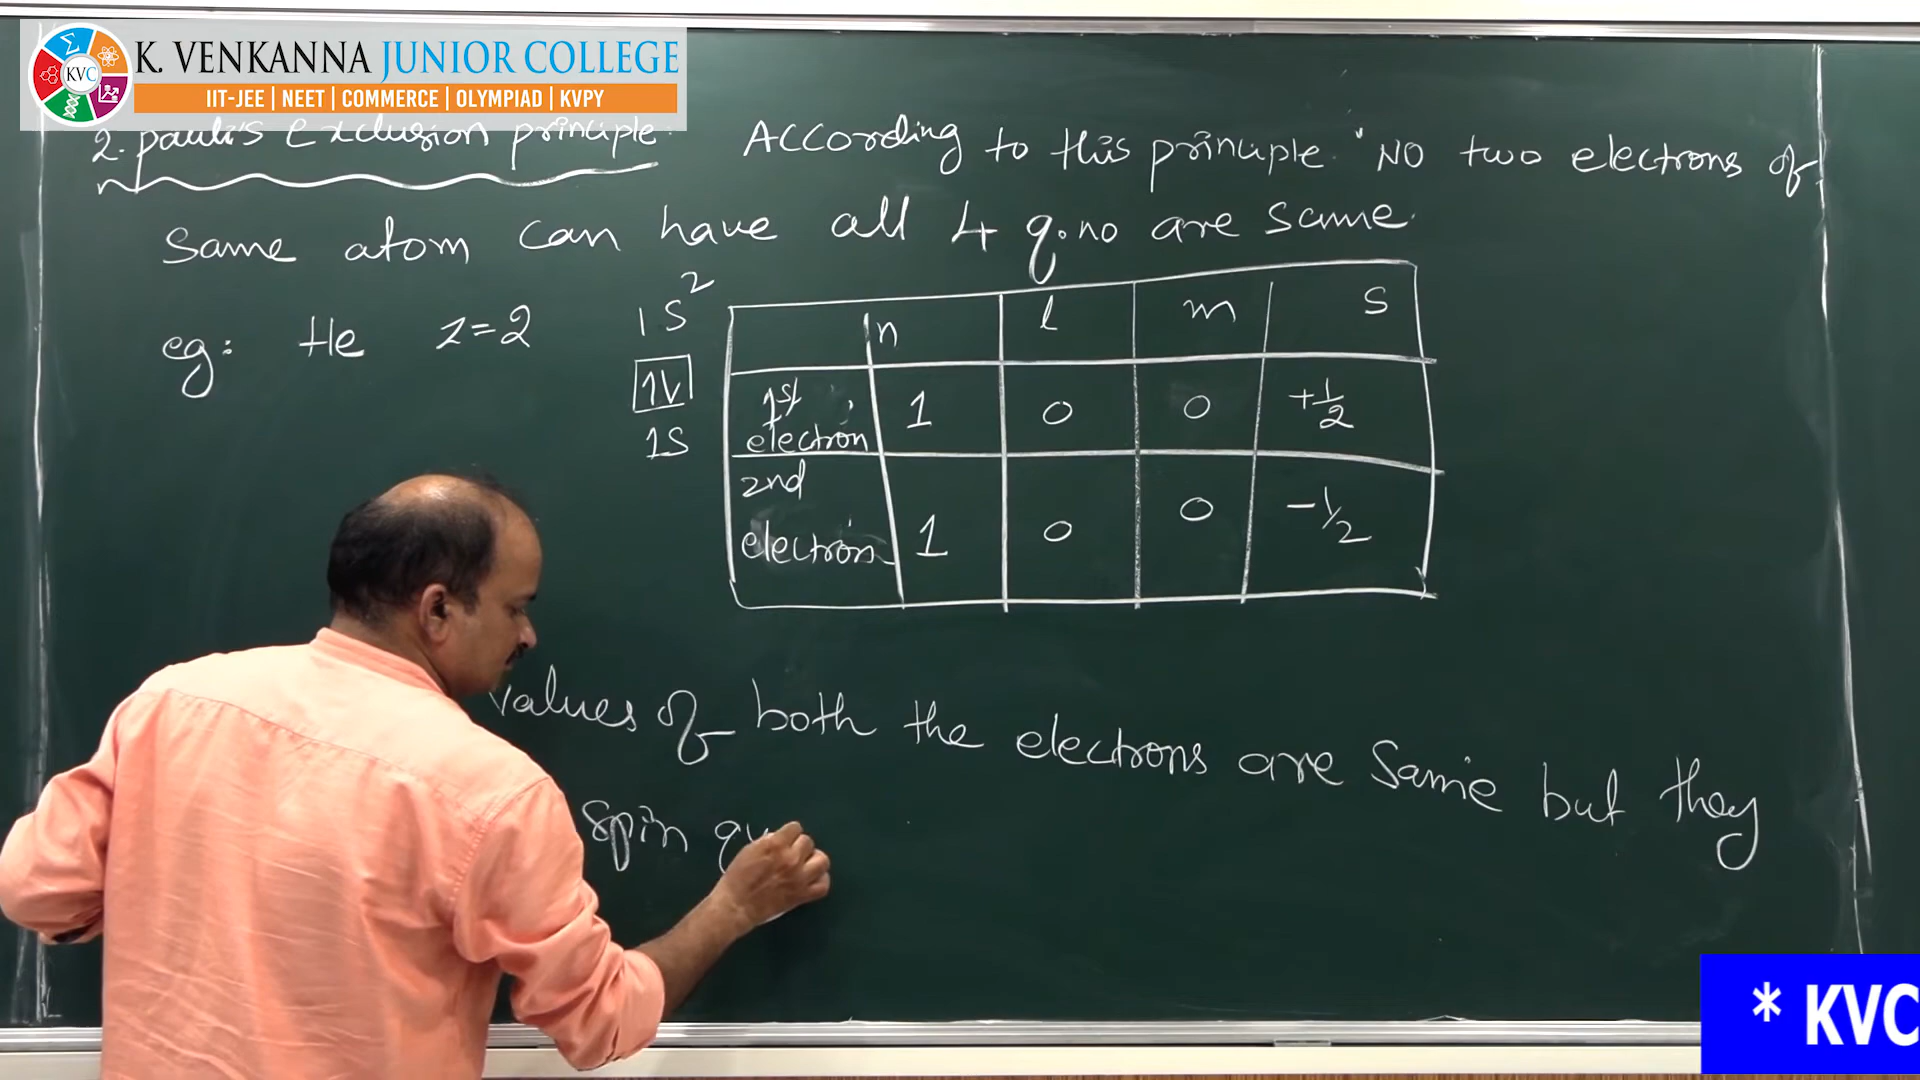 KVC
K. VENKANNA JUNIOR COLLEGE
IIT-JEE | NEET | COMMERCE | OLYMPIAD | KVPY
2. pauli's exclusion principle: According to this principle "NO two electrons of
same atom can have all 4 q.no are same.
eg: He z=2 1S²
1S
n l m S
1st electron 1 0 0 +1/2
2nd electron 1 0 0 -1/2
values of both the electrons are same but they
spin qu
* KVC